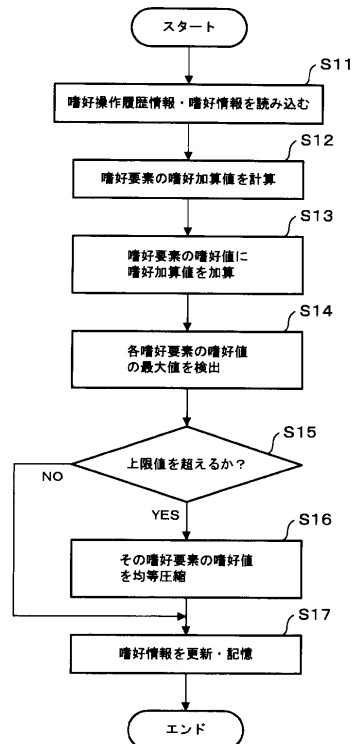 スタート
S11
嗜好操作履歴情報・嗜好情報を読み込む
S12
嗜好要素の嗜好加算値を計算
S13
嗜好要素の嗜好値に
嗜好加算値を加算
S14
各嗜好要素の嗜好値
の最大値を検出
S15
上限値を超えるか？
NO
YES
S16
その嗜好要素の嗜好値
を均等圧縮
S17
嗜好情報を更新・記憶
エンド